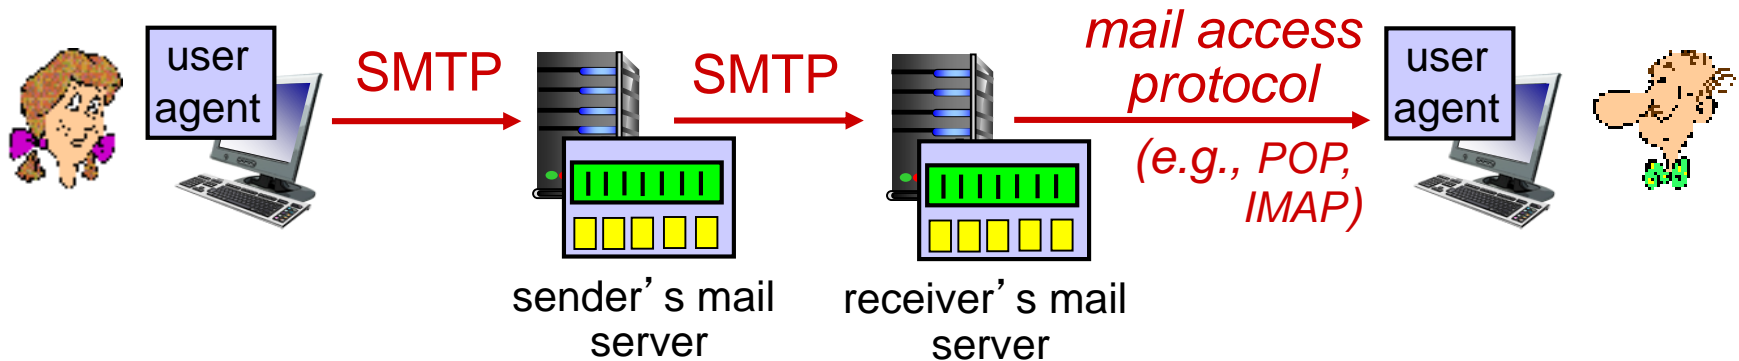 user
agent
SMTP
SMTP
mail access
protocol
(e.g., POP,
IMAP)
user
agent
sender’s mail
server
receiver’s mail
server